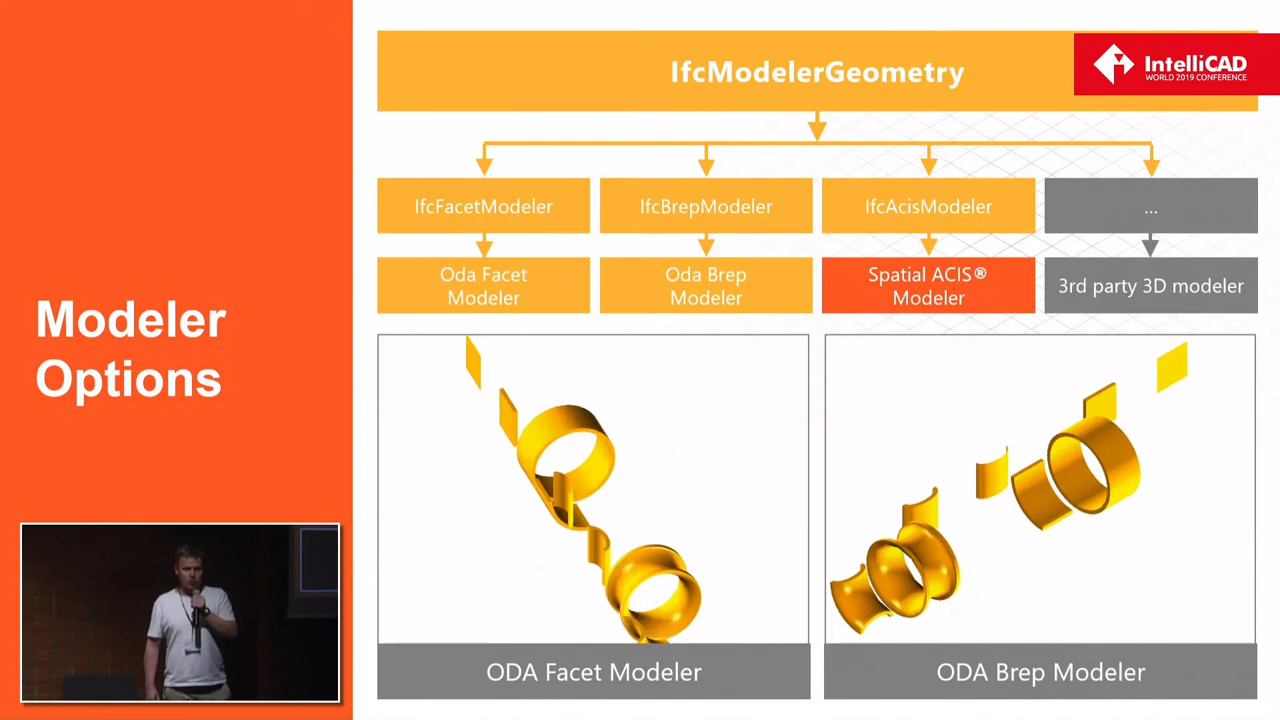 IfcModelerGeometry
IntelliCAD
WORLD 2019 CONFERENCE
IfcFacetModeler
IfcBrepModeler
IfcAcisModeler
...
Oda Facet
Modeler
Oda Brep
Modeler
Spatial ACIS®
Modeler
3rd party 3D modeler
Modeler
Options
ODA Facet Modeler
ODA Brep Modeler